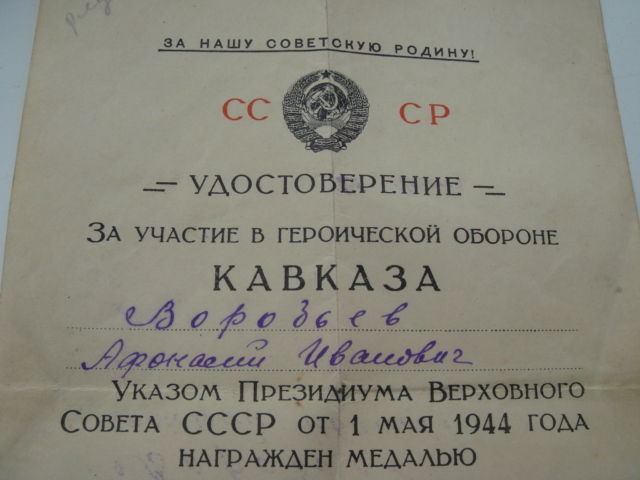 ЗА НАШУ СОВЕТСКУЮ РОДИНУ!
СС СР
УДОСТОВЕРЕНИЕ
ЗА УЧАСТИЕ В ГЕРОИЧЕСКОЙ ОБОРОНЕ
КАВКАЗА
Воробьев
Афонасий Иванович
УКАЗОМ ПРЕЗИДИУМА ВЕРХОВНОГО
СОВЕТА СССР ОТ 1 МАЯ 1944 ГОДА
НАГРАЖДЕН МЕДАЛЬЮ